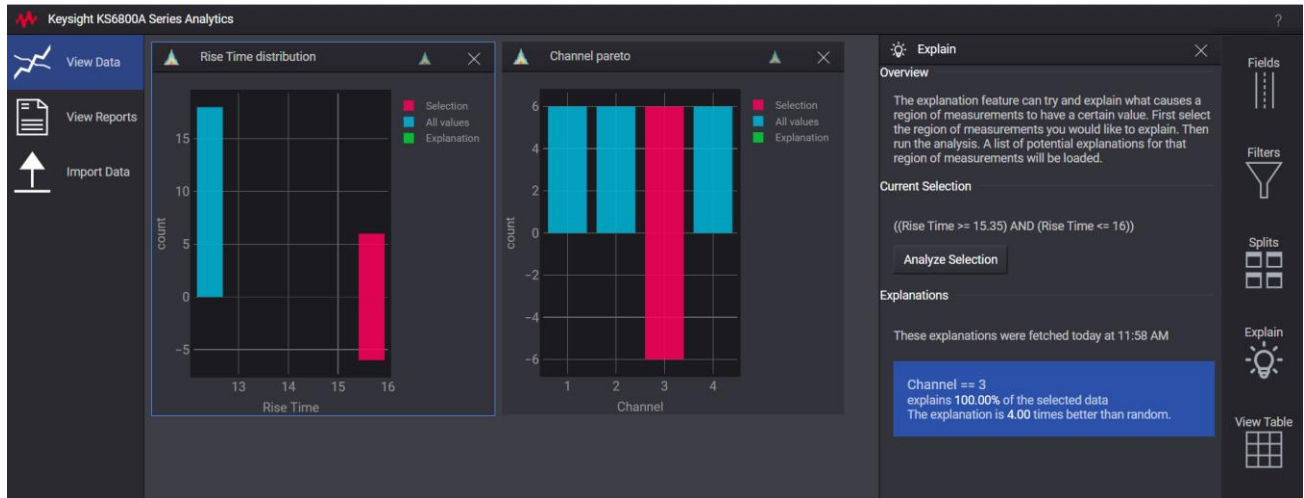 Keysight KS6800A Series Analytics
?
View Data
View Reports
Import Data
Rise Time distribution
Selection
All values
Explanation
15
10
5
0
−5
count
13 14 15 16
Rise Time
Channel pareto
Selection
All values
Explanation
6
4
2
0
−2
−4
−6
count
1 2 3 4
Channel
Explain
Overview
The explanation feature can try and explain what causes a
region of measurements to have a certain value. First select
the region of measurements you would like to explain. Then
run the analysis. A list of potential explanations for that
region of measurements will be loaded.
Current Selection
((Rise Time >= 15.35) AND (Rise Time <= 16))
Analyze Selection
Explanations
These explanations were fetched today at 11:58 AM
Channel == 3
explains 100.00% of the selected data
The explanation is 4.00 times better than random.
Fields
Filters
Splits
Explain
View Table